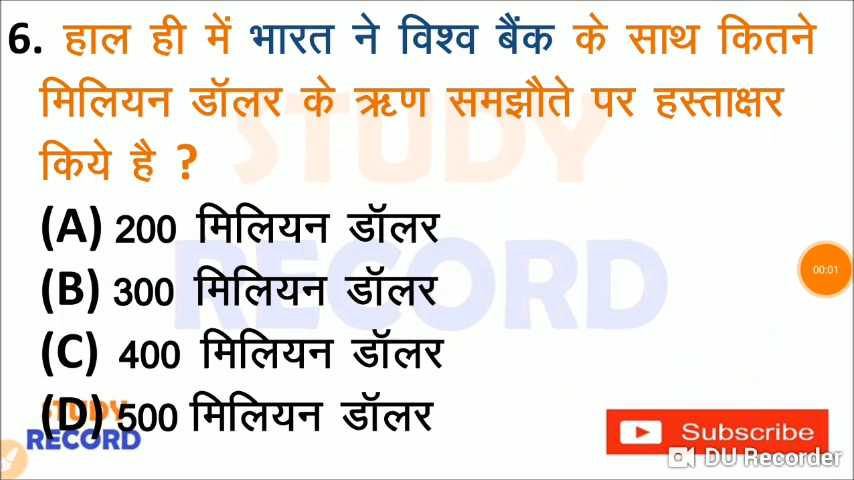 6. हाल ही में भारत ने विश्व बैंक के साथ कितने
मिलियन डॉलर के ऋण समझौते पर हस्ताक्षर
किये है ?
STUDY
RECORD
(A) 200 मिलियन डॉलर
(B) 300 मिलियन डॉलर
00:01
(C) 400 मिलियन डॉलर
(D) 500 मिलियन डॉलर
STUDY
RECORD
Subscribe
DU Recorder